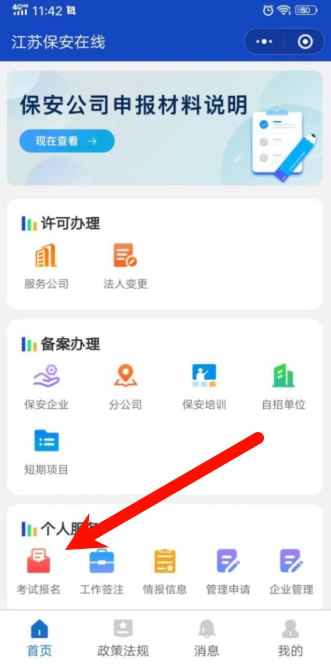 4G 11:42 50
江苏保安在线
保安公司申报材料说明
现在查看 →
许可办理
服务公司 法人变更
备案办理
保安企业 分公司 保安培训 自招单位
短期项目
个人服务
考试报名 工作签注 情报信息 管理申请 企业管理
首页 政策法规 消息 我的